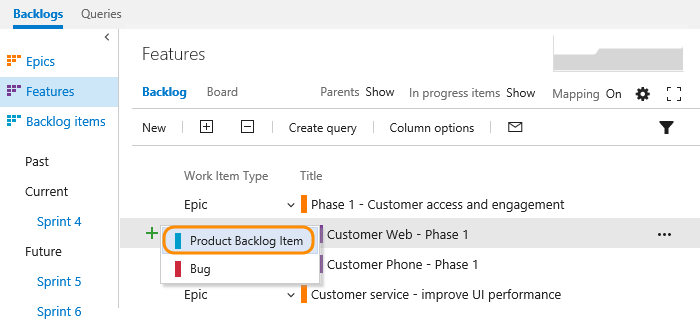 Backlogs Queries
Epics
Features
Backlog items
Past
Current
Sprint 4
Future
Sprint 5
Sprint 6
Features
Backlog Board Parents Show In progress items Show Mapping On
New Create query Column options
Work Item Type Title
Epic Phase 1 - Customer access and engagement
Product Backlog Item Customer Web - Phase 1
Bug Customer Phone - Phase 1
Epic Customer service - improve UI performance